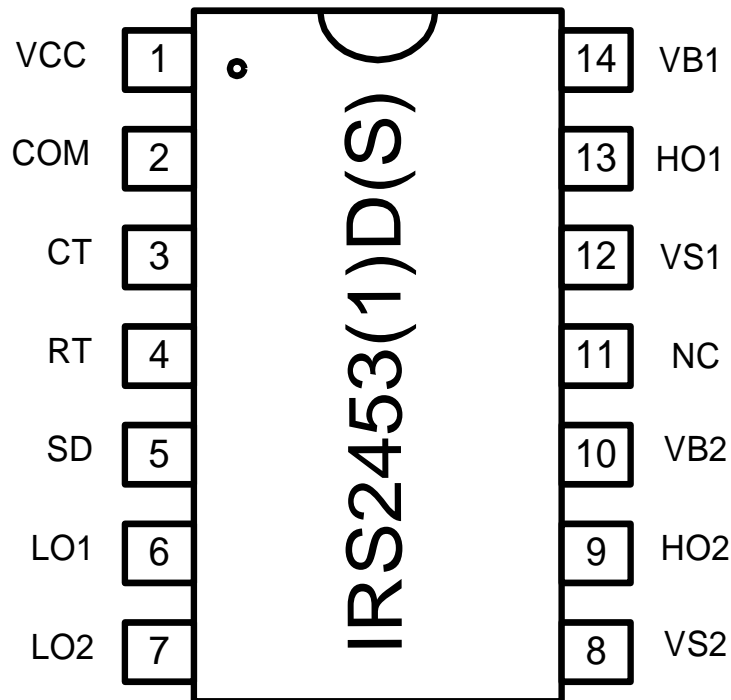 VCC 1 14 VB1
COM 2 13 HO1
CT 3 12 VS1
RT 4 11 NC
SD 5 10 VB2
LO1 6 9 HO2
LO2 7 8 VS2
IRS2453(1)D(S)